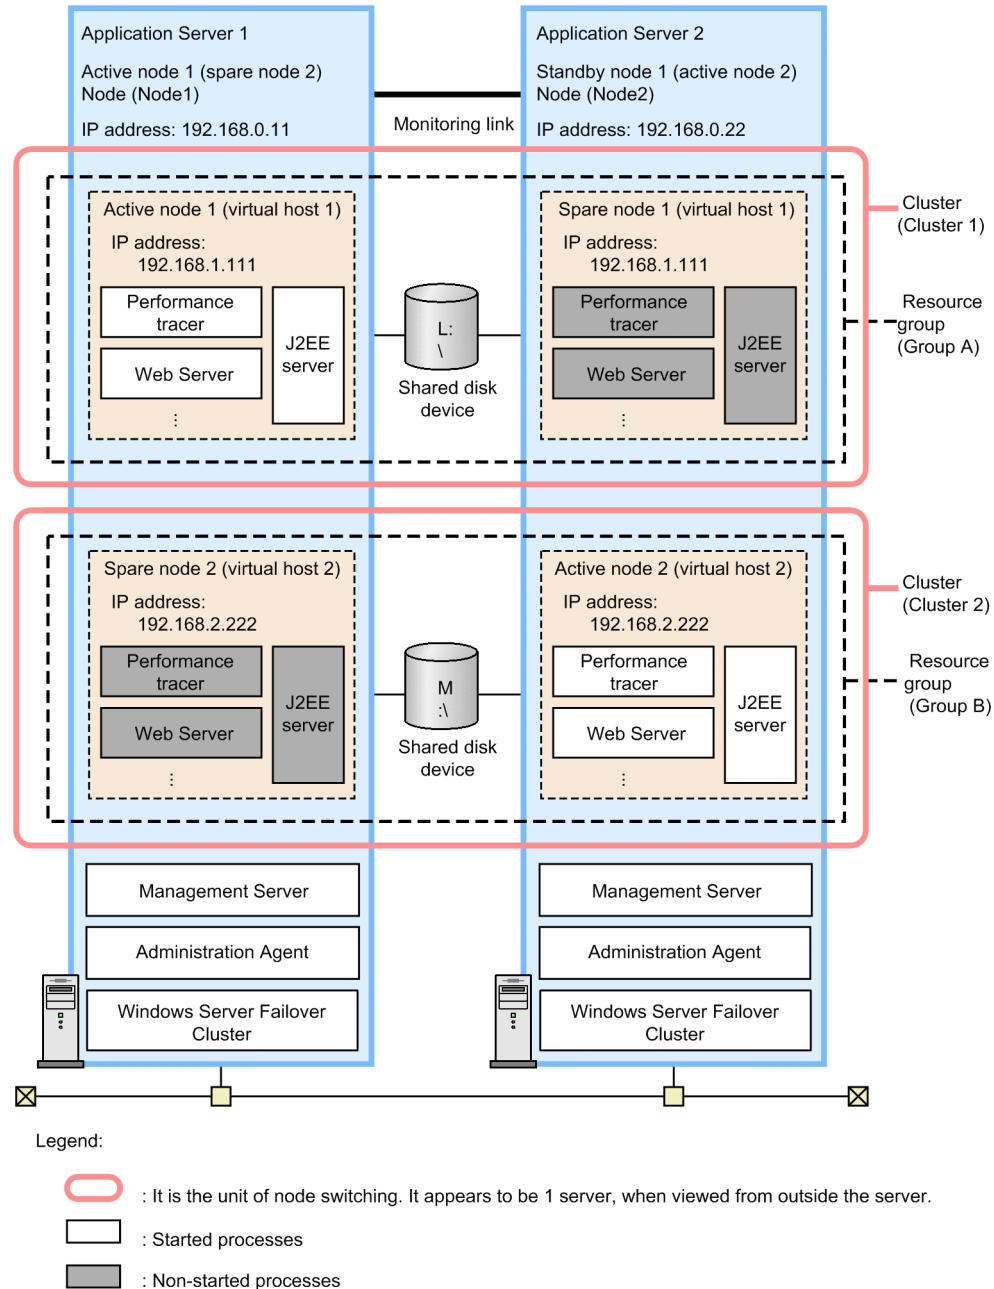 Application Server 1
Active node 1 (spare node 2)
Node (Node1)
IP address: 192.168.0.11
Monitoring link
Application Server 2
Standby node 1 (active node 2)
Node (Node2)
IP address: 192.168.0.22
Active node 1 (virtual host 1)
IP address:
192.168.1.111
Performance
tracer
Web Server
J2EE
server
⋮
L:
\
Shared disk
device
Spare node 1 (virtual host 1)
IP address:
192.168.1.111
Performance
tracer
Web Server
J2EE
server
⋮
Cluster
(Cluster 1)
Resource
group
(Group A)
Spare node 2 (virtual host 2)
IP address:
192.168.2.222
Performance
tracer
Web Server
J2EE
server
⋮
M
:\
Shared disk
device
Active node 2 (virtual host 2)
IP address:
192.168.2.222
Performance
tracer
Web Server
J2EE
server
⋮
Cluster
(Cluster 2)
Resource
group
(Group B)
Management Server
Administration Agent
Windows Server Failover
Cluster
Management Server
Administration Agent
Windows Server Failover
Cluster
Legend:
: It is the unit of node switching. It appears to be 1 server, when viewed from outside the server.
: Started processes
: Non-started processes